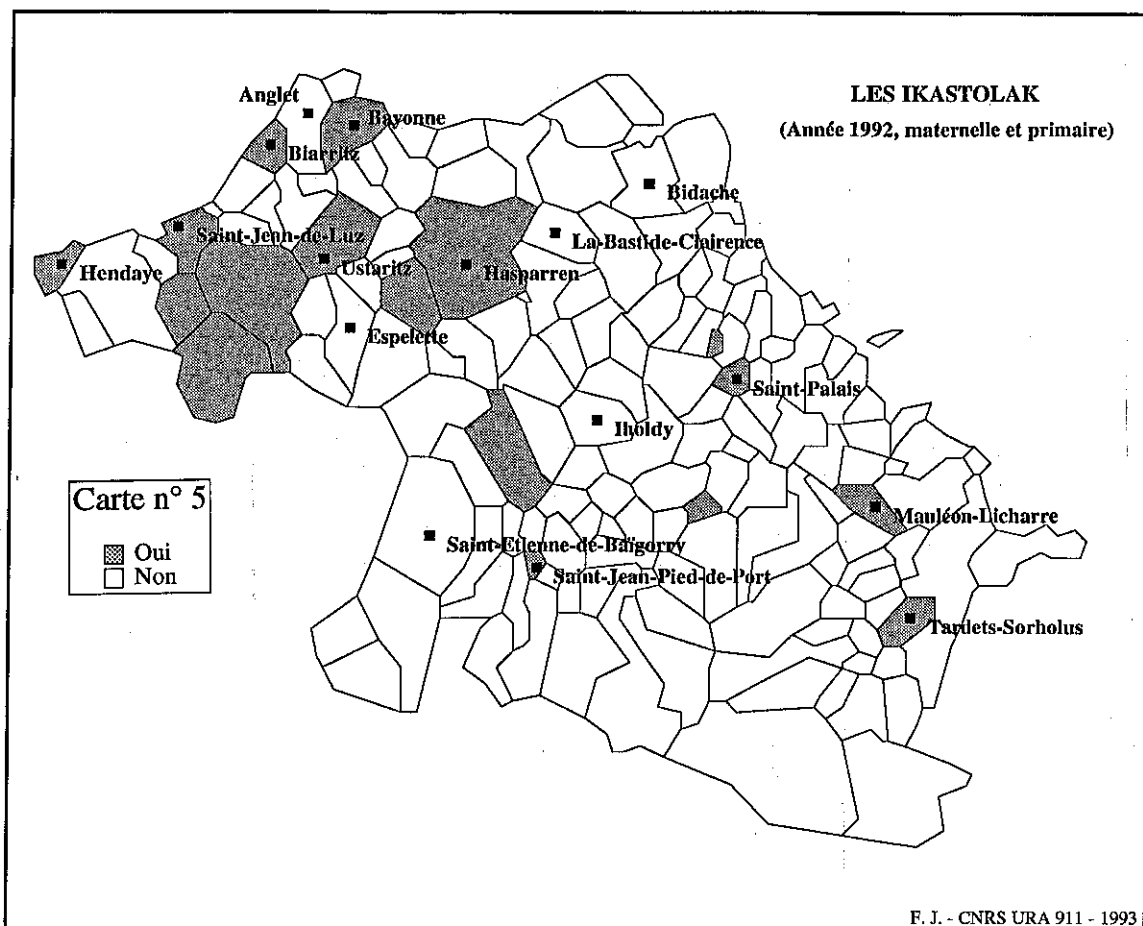 LES IKASTOLAK
(Année 1992, maternelle et primaire)
Anglet
Bayonne
Biarritz
Bidache
Saint-Jean-de-Luz
La-Bastide-Clairence
Hendaye
Ustaritz
Hasparren
Espelette
Saint-Palais
Iholdy
Carte n° 5
Oui
Non
Mauléon-Licharre
Saint-Etienne-de-Baïgorry
Saint-Jean-Pied-de-Port
Tardets-Sorholus
F. J. - CNRS URA 911 - 1993